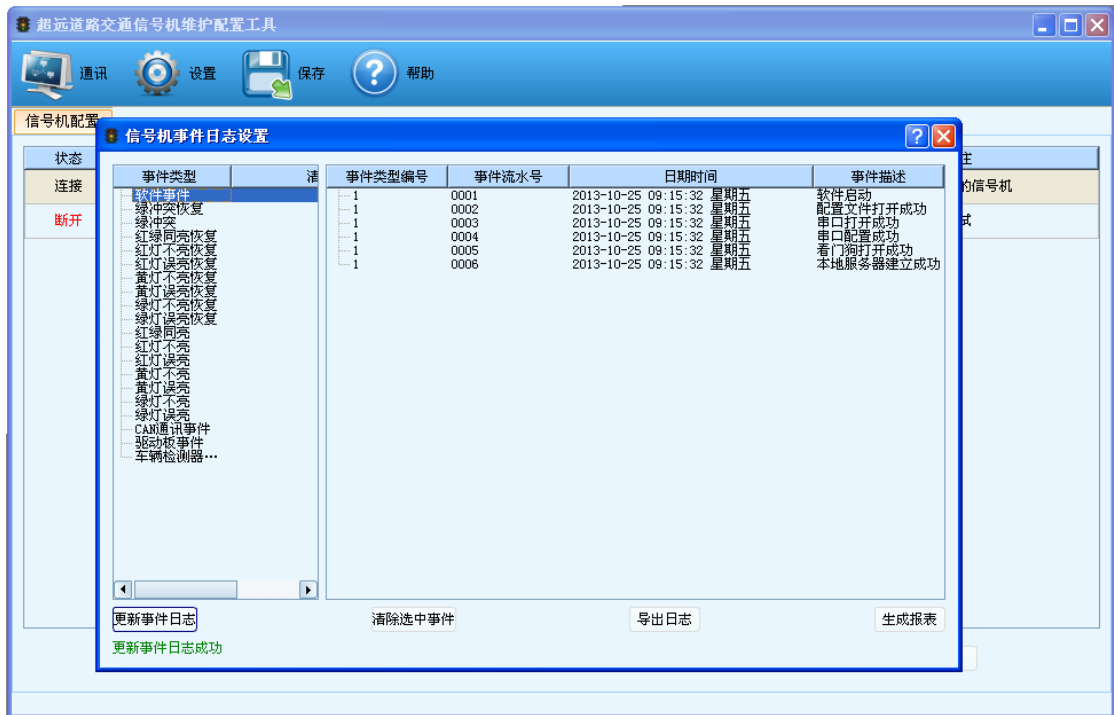 超远道路交通信号机维护配置工具
通讯 设置 保存 帮助
信号机配置
信号机事件日志设置
状态
连接
断开
的信号机
试
事件类型
软件事件
绿冲突恢复
绿冲突
红绿同亮恢复
红灯不亮恢复
红灯误亮恢复
黄灯不亮恢复
黄灯误亮恢复
绿灯不亮恢复
绿灯误亮恢复
红绿同亮
红灯不亮
红灯误亮
黄灯不亮
黄灯误亮
绿灯不亮
绿灯误亮
CAN通讯事件
驱动板事件
车辆检测器…
事件类型编号 事件流水号 日期时间 事件描述
1 0001 2013-10-25 09:15:32 星期五 软件启动
1 0002 2013-10-25 09:15:32 星期五 配置文件打开成功
1 0003 2013-10-25 09:15:32 星期五 串口打开成功
1 0004 2013-10-25 09:15:32 星期五 串口配置成功
1 0005 2013-10-25 09:15:32 星期五 看门狗打开成功
1 0006 2013-10-25 09:15:32 星期五 本地服务器建立成功
更新事件日志 清除选中事件 导出日志 生成报表
更新事件日志成功